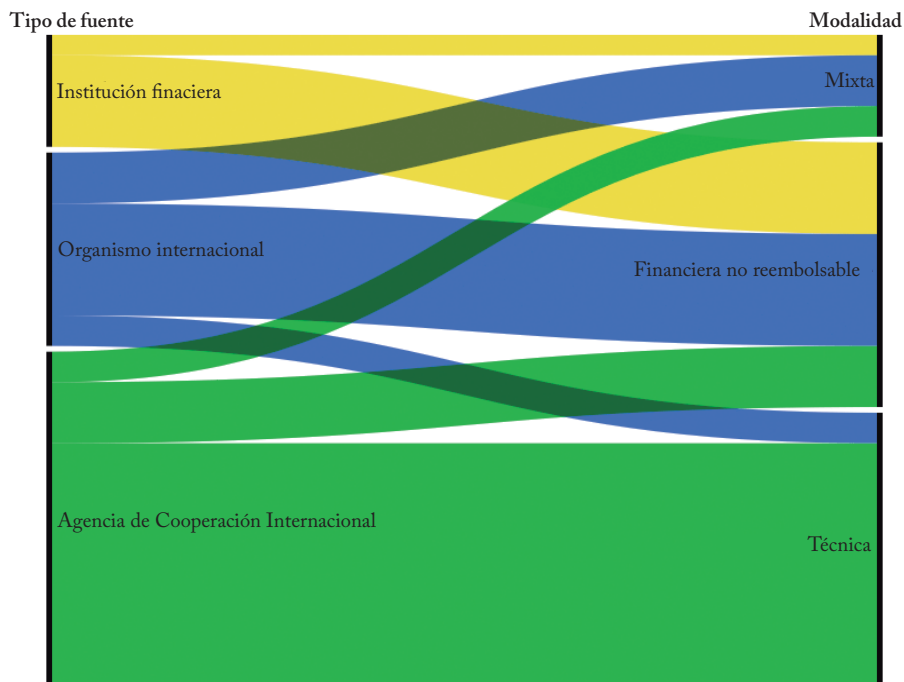 Tipo de fuente
Modalidad
Mixta
Institución finaciera
Organismo internacional
Financiera no reembolsable
Agencia de Cooperación Internacional
Técnica